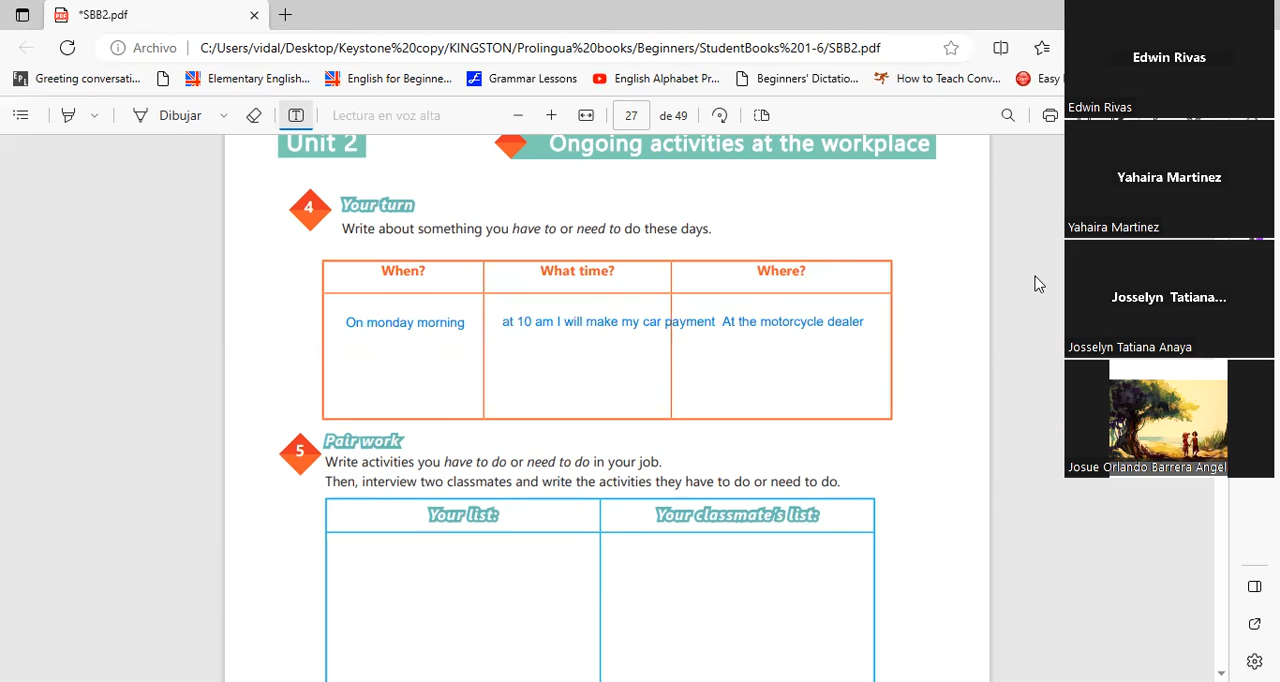 *SBB2.pdf
Archivo C:/Users/vidal/Desktop/Keystone%20copy/KINGSTON/Prolingua%20books/Beginners/StudentBooks%201-6/SBB2.pdf
Greeting conversati... Elementary English... English for Beginne... Grammar Lessons English Alphabet Pr... Beginners' Dictatio... How to Teach Conv... Easy
Dibujar Lectura en voz alta 27 de 49
Unit 2 Ongoing activities at the workplace
4 Your turn
Write about something you have to or need to do these days.
When? What time? Where?
On monday morning at 10 am I will make my car payment At the motorcycle dealer
5 Pair work
Write activities you have to do or need to do in your job.
Then, interview two classmates and write the activities they have to do or need to do.
Your list: Your classmate's list:
Edwin Rivas
Edwin Rivas
Yahaira Martinez
Yahaira Martinez
Josselyn Tatiana...
Josselyn Tatiana Anaya
Josue Orlando Barrera Angel